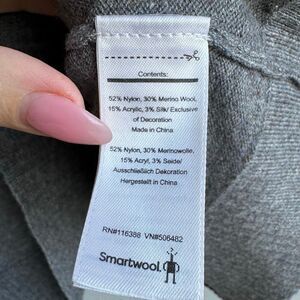 Contents:
52% Nylon, 30% Merino Wool,
15% Acrylic, 3% Silk/ Exclusive
of Decoration
Made in China
52% Nylon, 30% Merinowolle,
15% Acryl, 3% Seide/
Ausschließlich Dekoration
Hergestellt in China
RN#116388 VN#506482
Smartwool